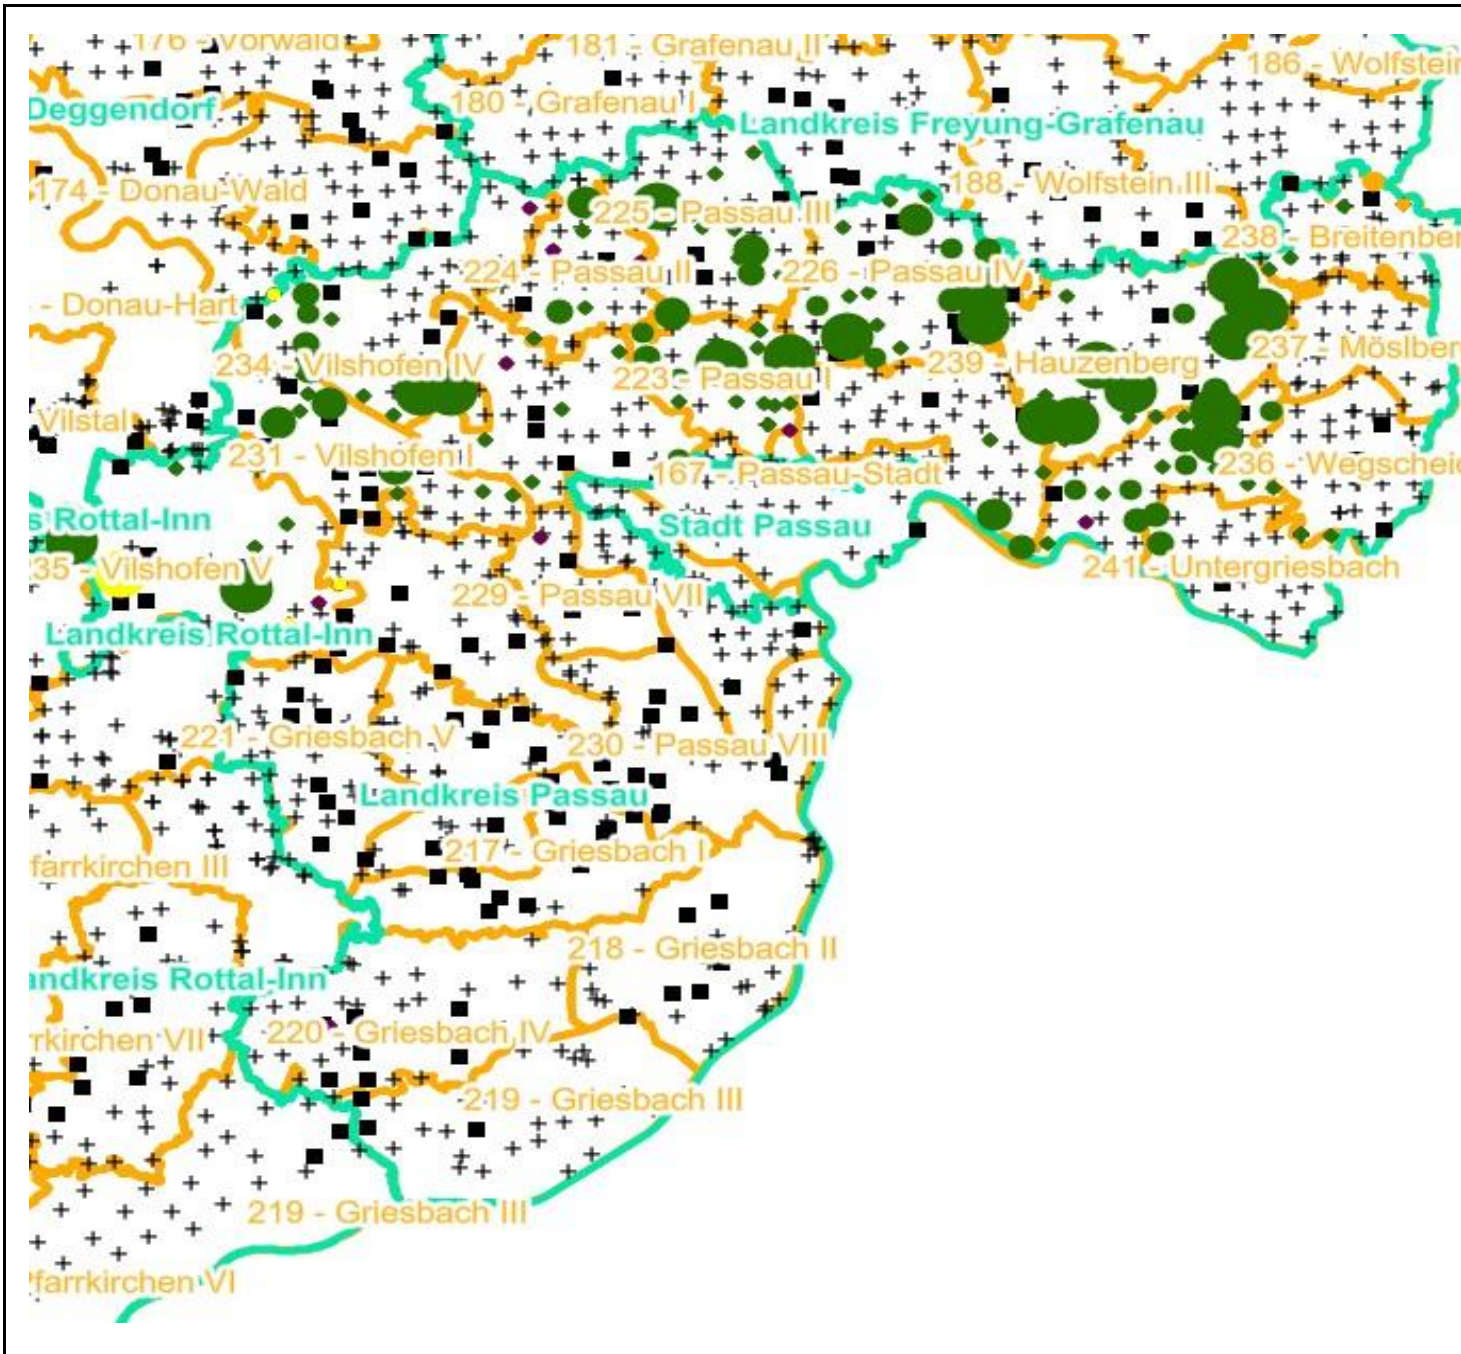 176 - Vorwald
181 - Grafenau II
186 - Wolfstein
Deggendorf
180 - Grafenau I
Landkreis Freyung-Grafenau
174 - Donau-Wald
188 - Wolfstein III
225 - Passau III
238 - Breitenber
224 - Passau II
226 - Passau IV
- Donau-Hart
234 - Vilshofen IV
223 - Passau I
239 - Hauzenberg
237 - Möslber
Vilstal
231 - Vilshofen I
167 - Passau-Stadt
236 - Wegscheid
s Rottal-Inn
Stadt Passau
35 - Vilshofen V
229 - Passau VII
241 - Untergriesbach
Landkreis Rottal-Inn
221 - Griesbach V
230 - Passau VIII
Landkreis Passau
217 - Griesbach I
farrkirchen III
218 - Griesbach II
andkreis Rottal-Inn
rrkirchen VII
220 - Griesbach IV
219 - Griesbach III
219 - Griesbach III
Pfarrkirchen VI